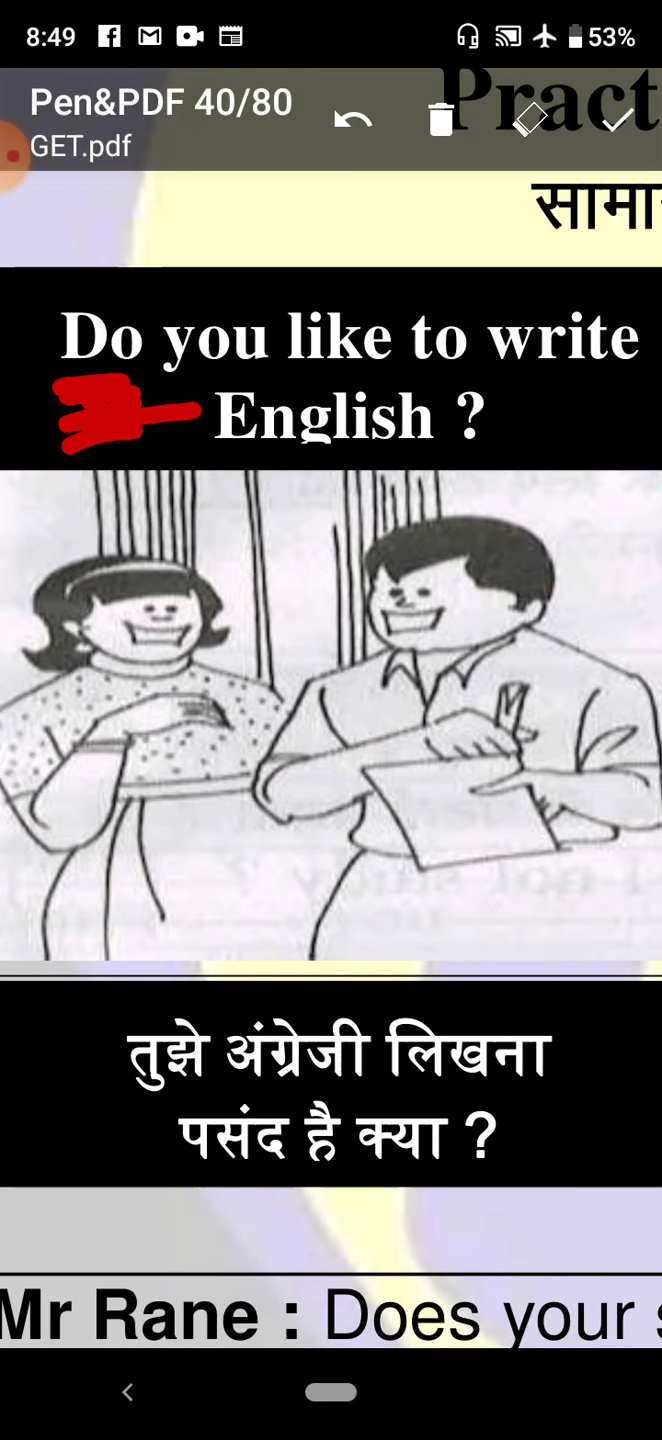 8:49 53%
Pen&PDF 40/80
GET.pdf
Pract
सामा
Do you like to write
English ?
तुझे अंग्रेजी लिखना
पसंद है क्या ?
Mr Rane : Does your s